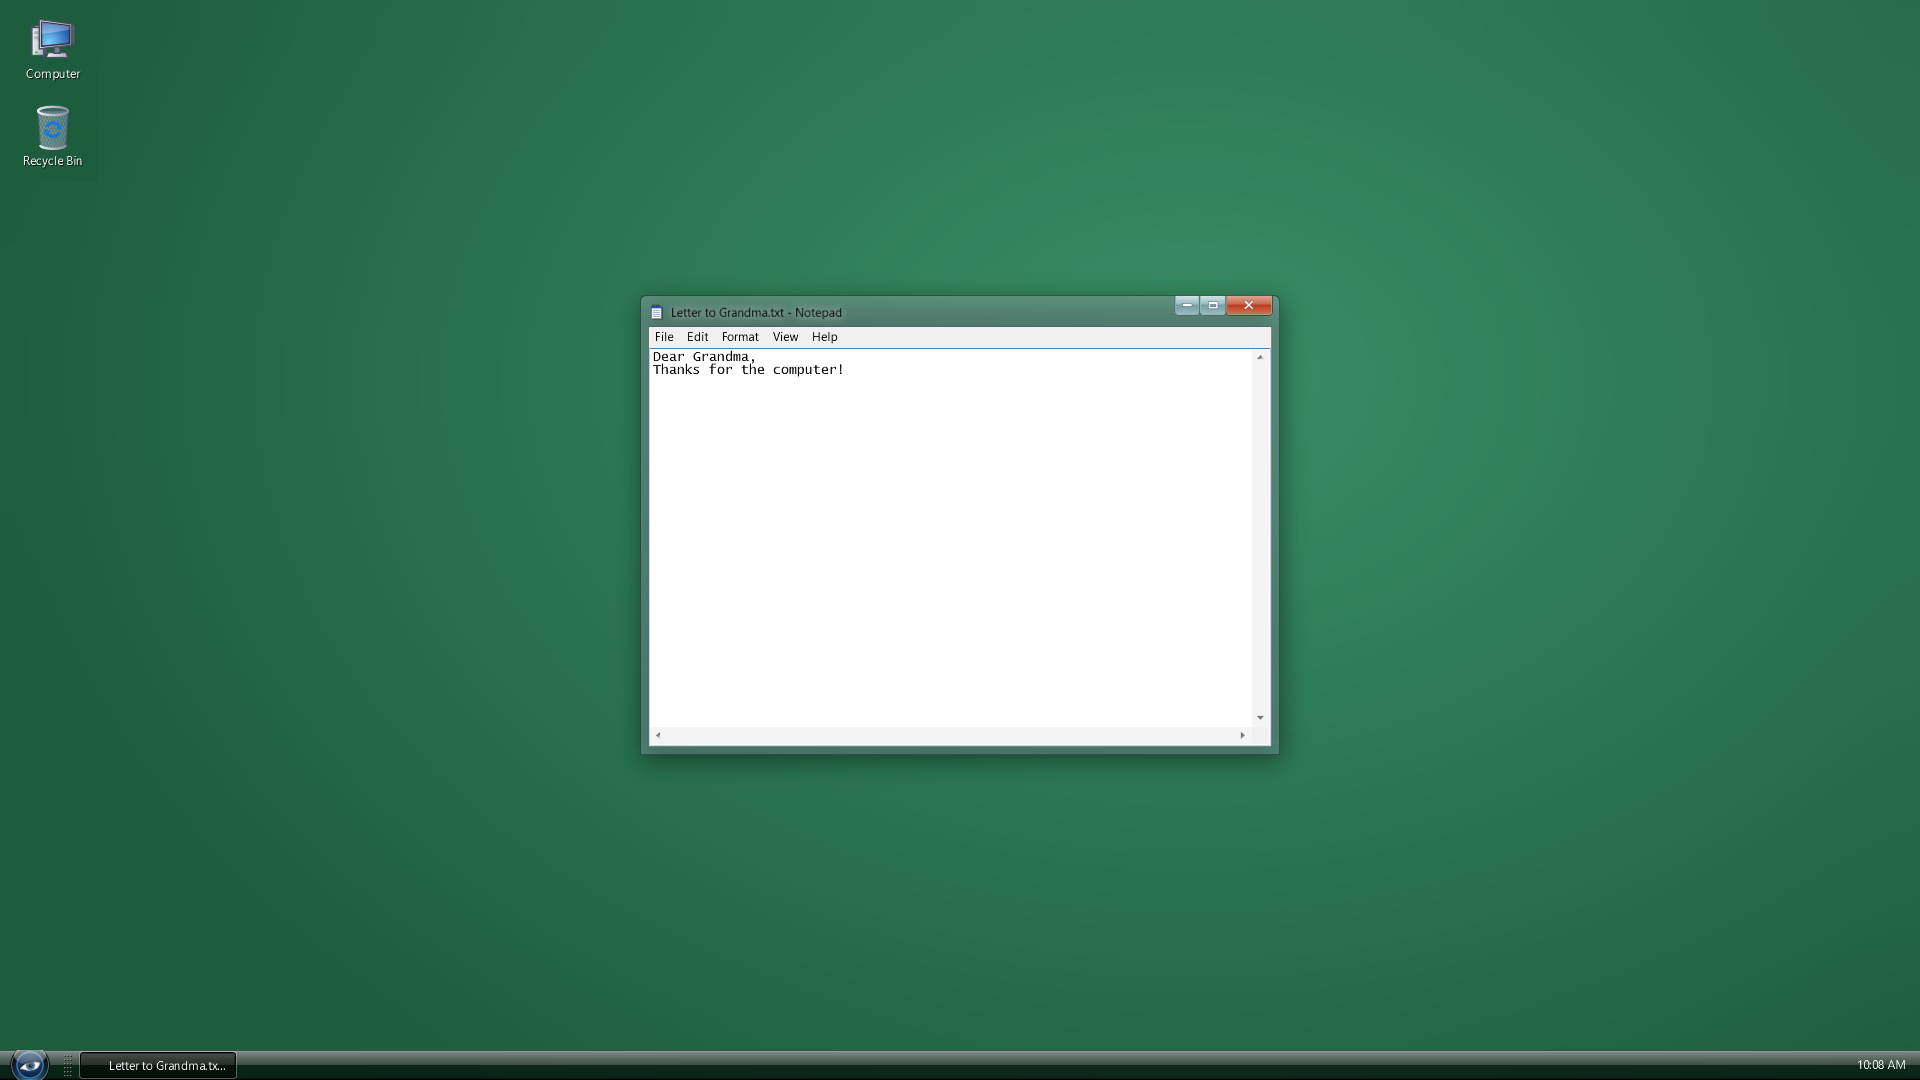 Computer
Recycle Bin
Letter to Grandma.txt - Notepad
File Edit Format View Help
Dear Grandma,
Thanks for the computer!
Letter to Grandma.tx...
10:08 AM